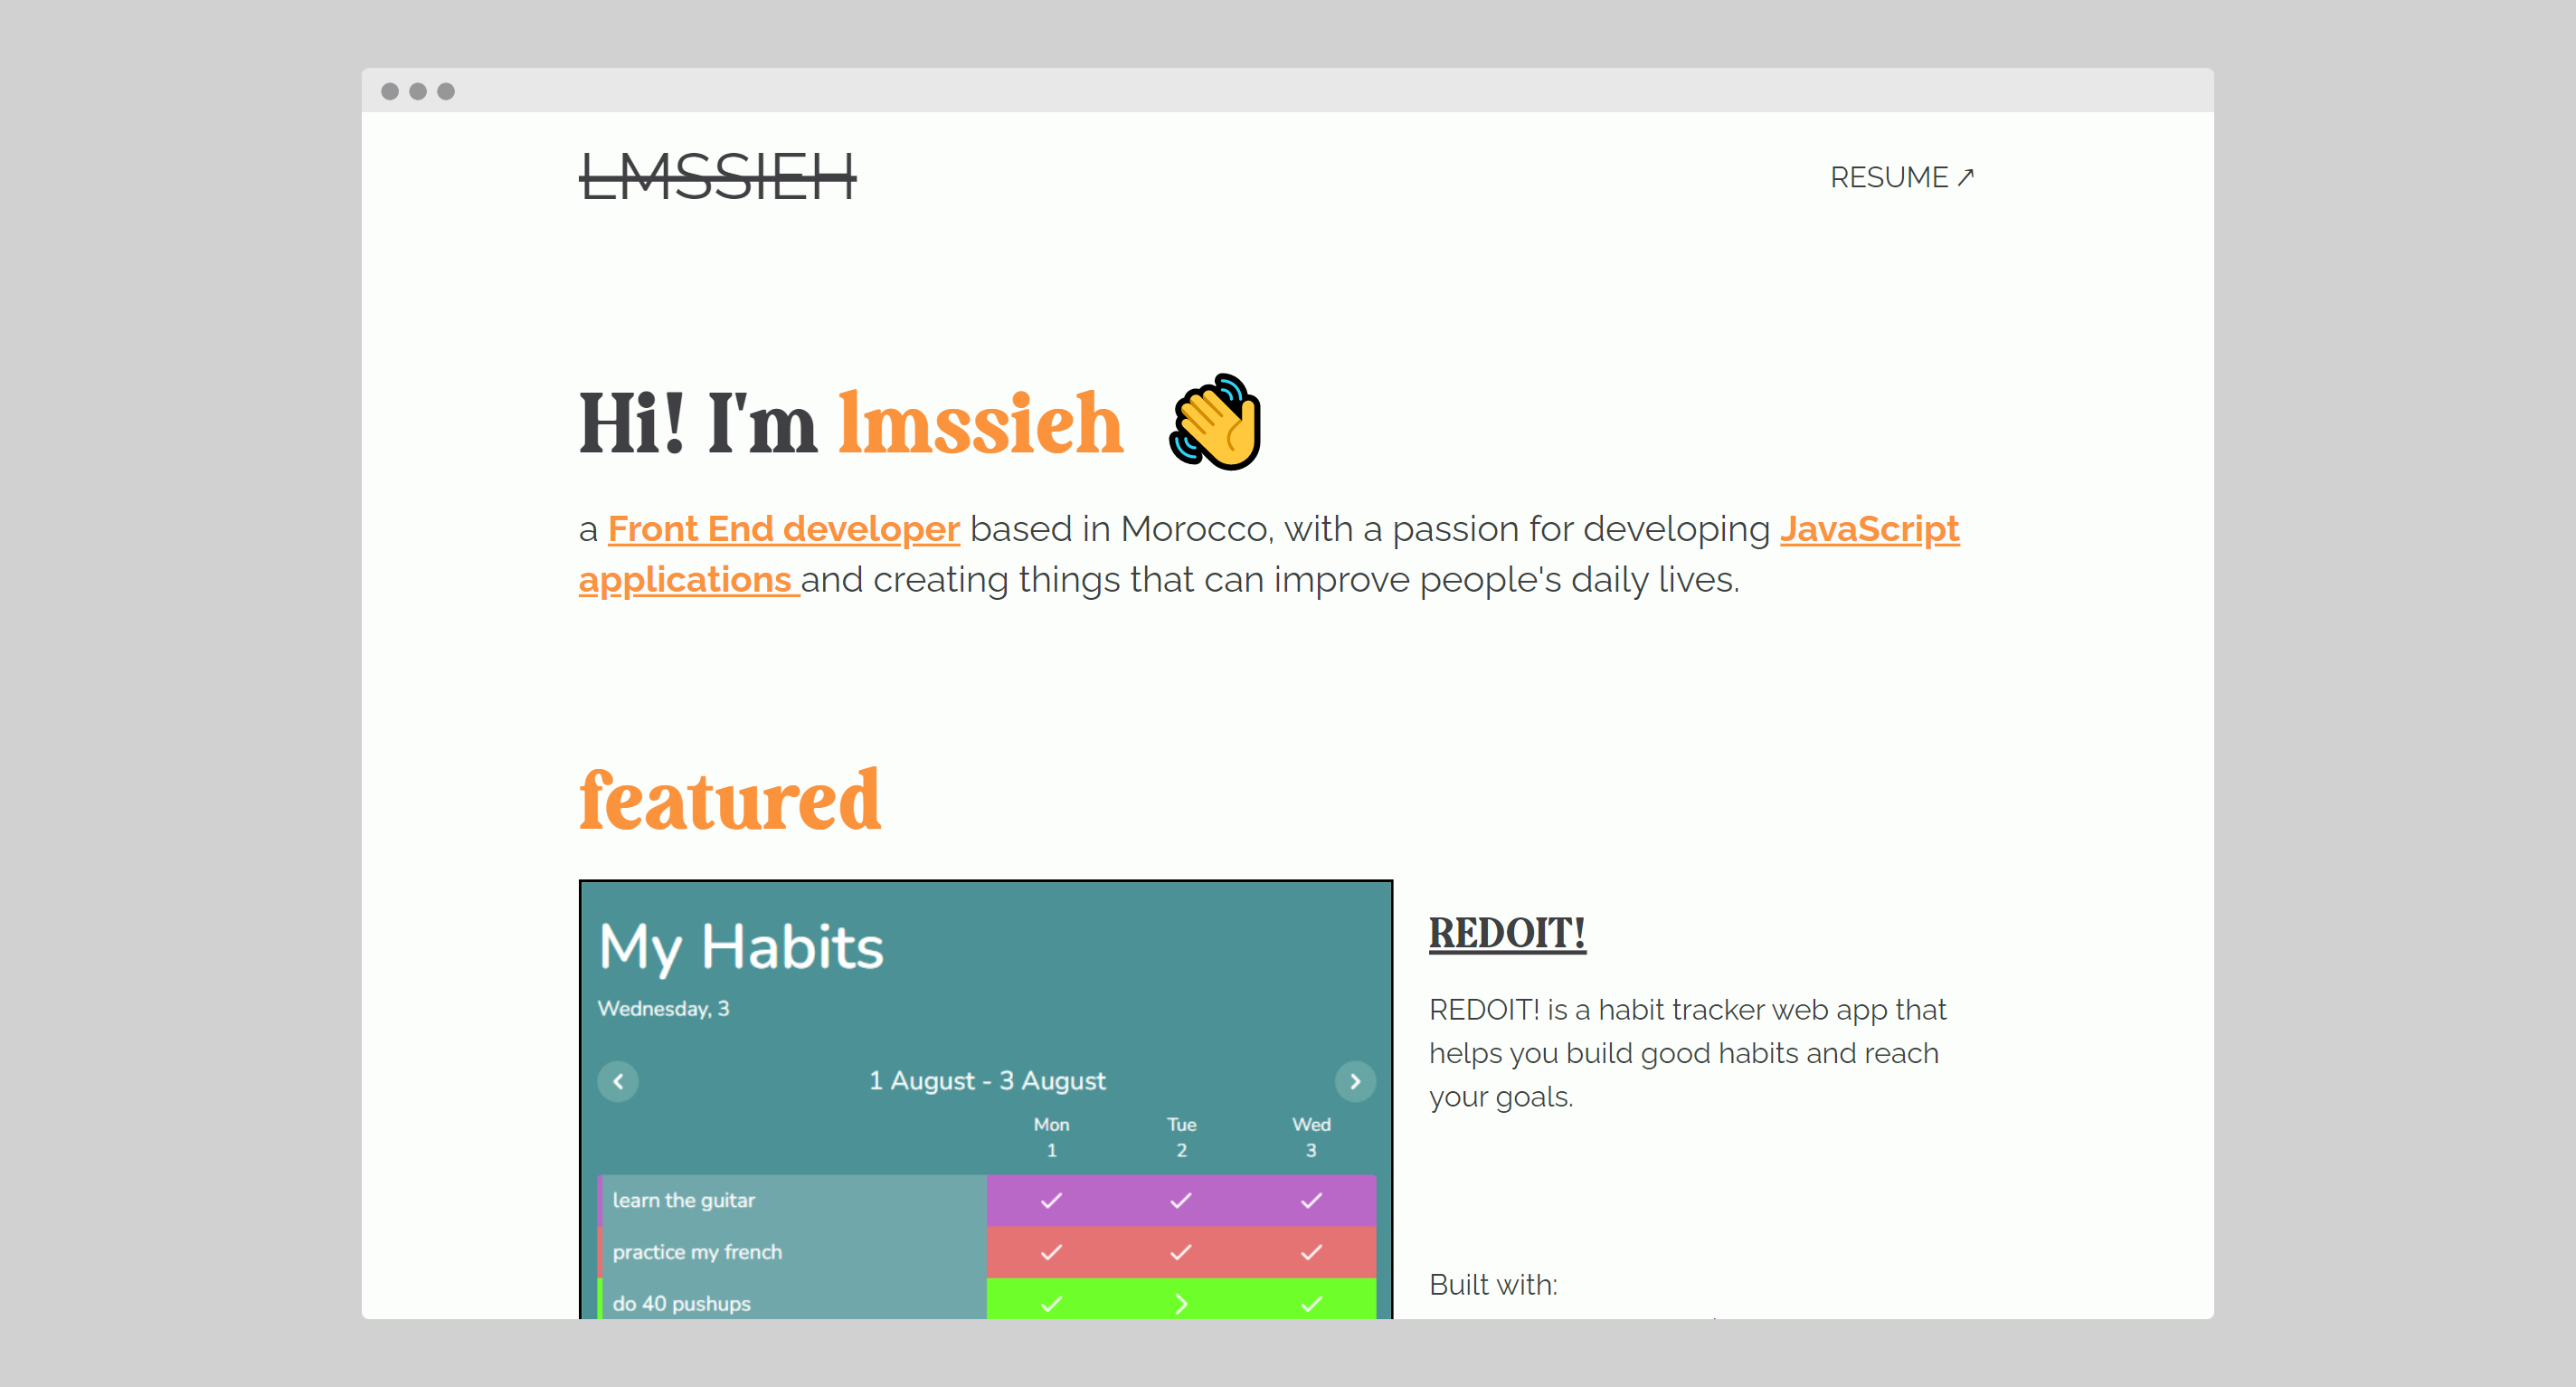 LMSSIEH
RESUME ↗
Hi! I'm lmssieh 👋
a Front End developer based in Morocco, with a passion for developing JavaScript
applications and creating things that can improve people's daily lives.
featured
My Habits
Wednesday, 3
1 August - 3 August
Mon Tue Wed
1 2 3
learn the guitar
practice my french
do 40 pushups
REDOIT!
REDOIT! is a habit tracker web app that
helps you build good habits and reach
your goals.
Built with: